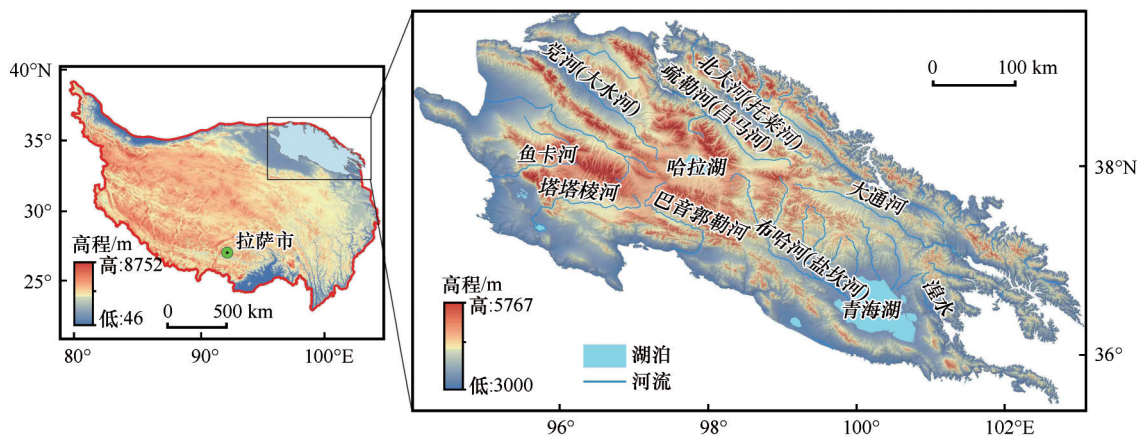 40°N
35°
30°
25°
80°
90°
100°E
拉萨市
高程/m
高:8752
低:46
0
500 km
党河(大水河)
疏勒河(昌马河)
北大河(托莱河)
0
100 km
鱼卡河
哈拉湖
38°N
塔塔棱河
巴音郭勒河
大通河
布哈河(盐坎河)
湟水
青海湖
高程/m
高:5767
低:3000
湖泊
河流
36°
96°
98°
100°
102°E